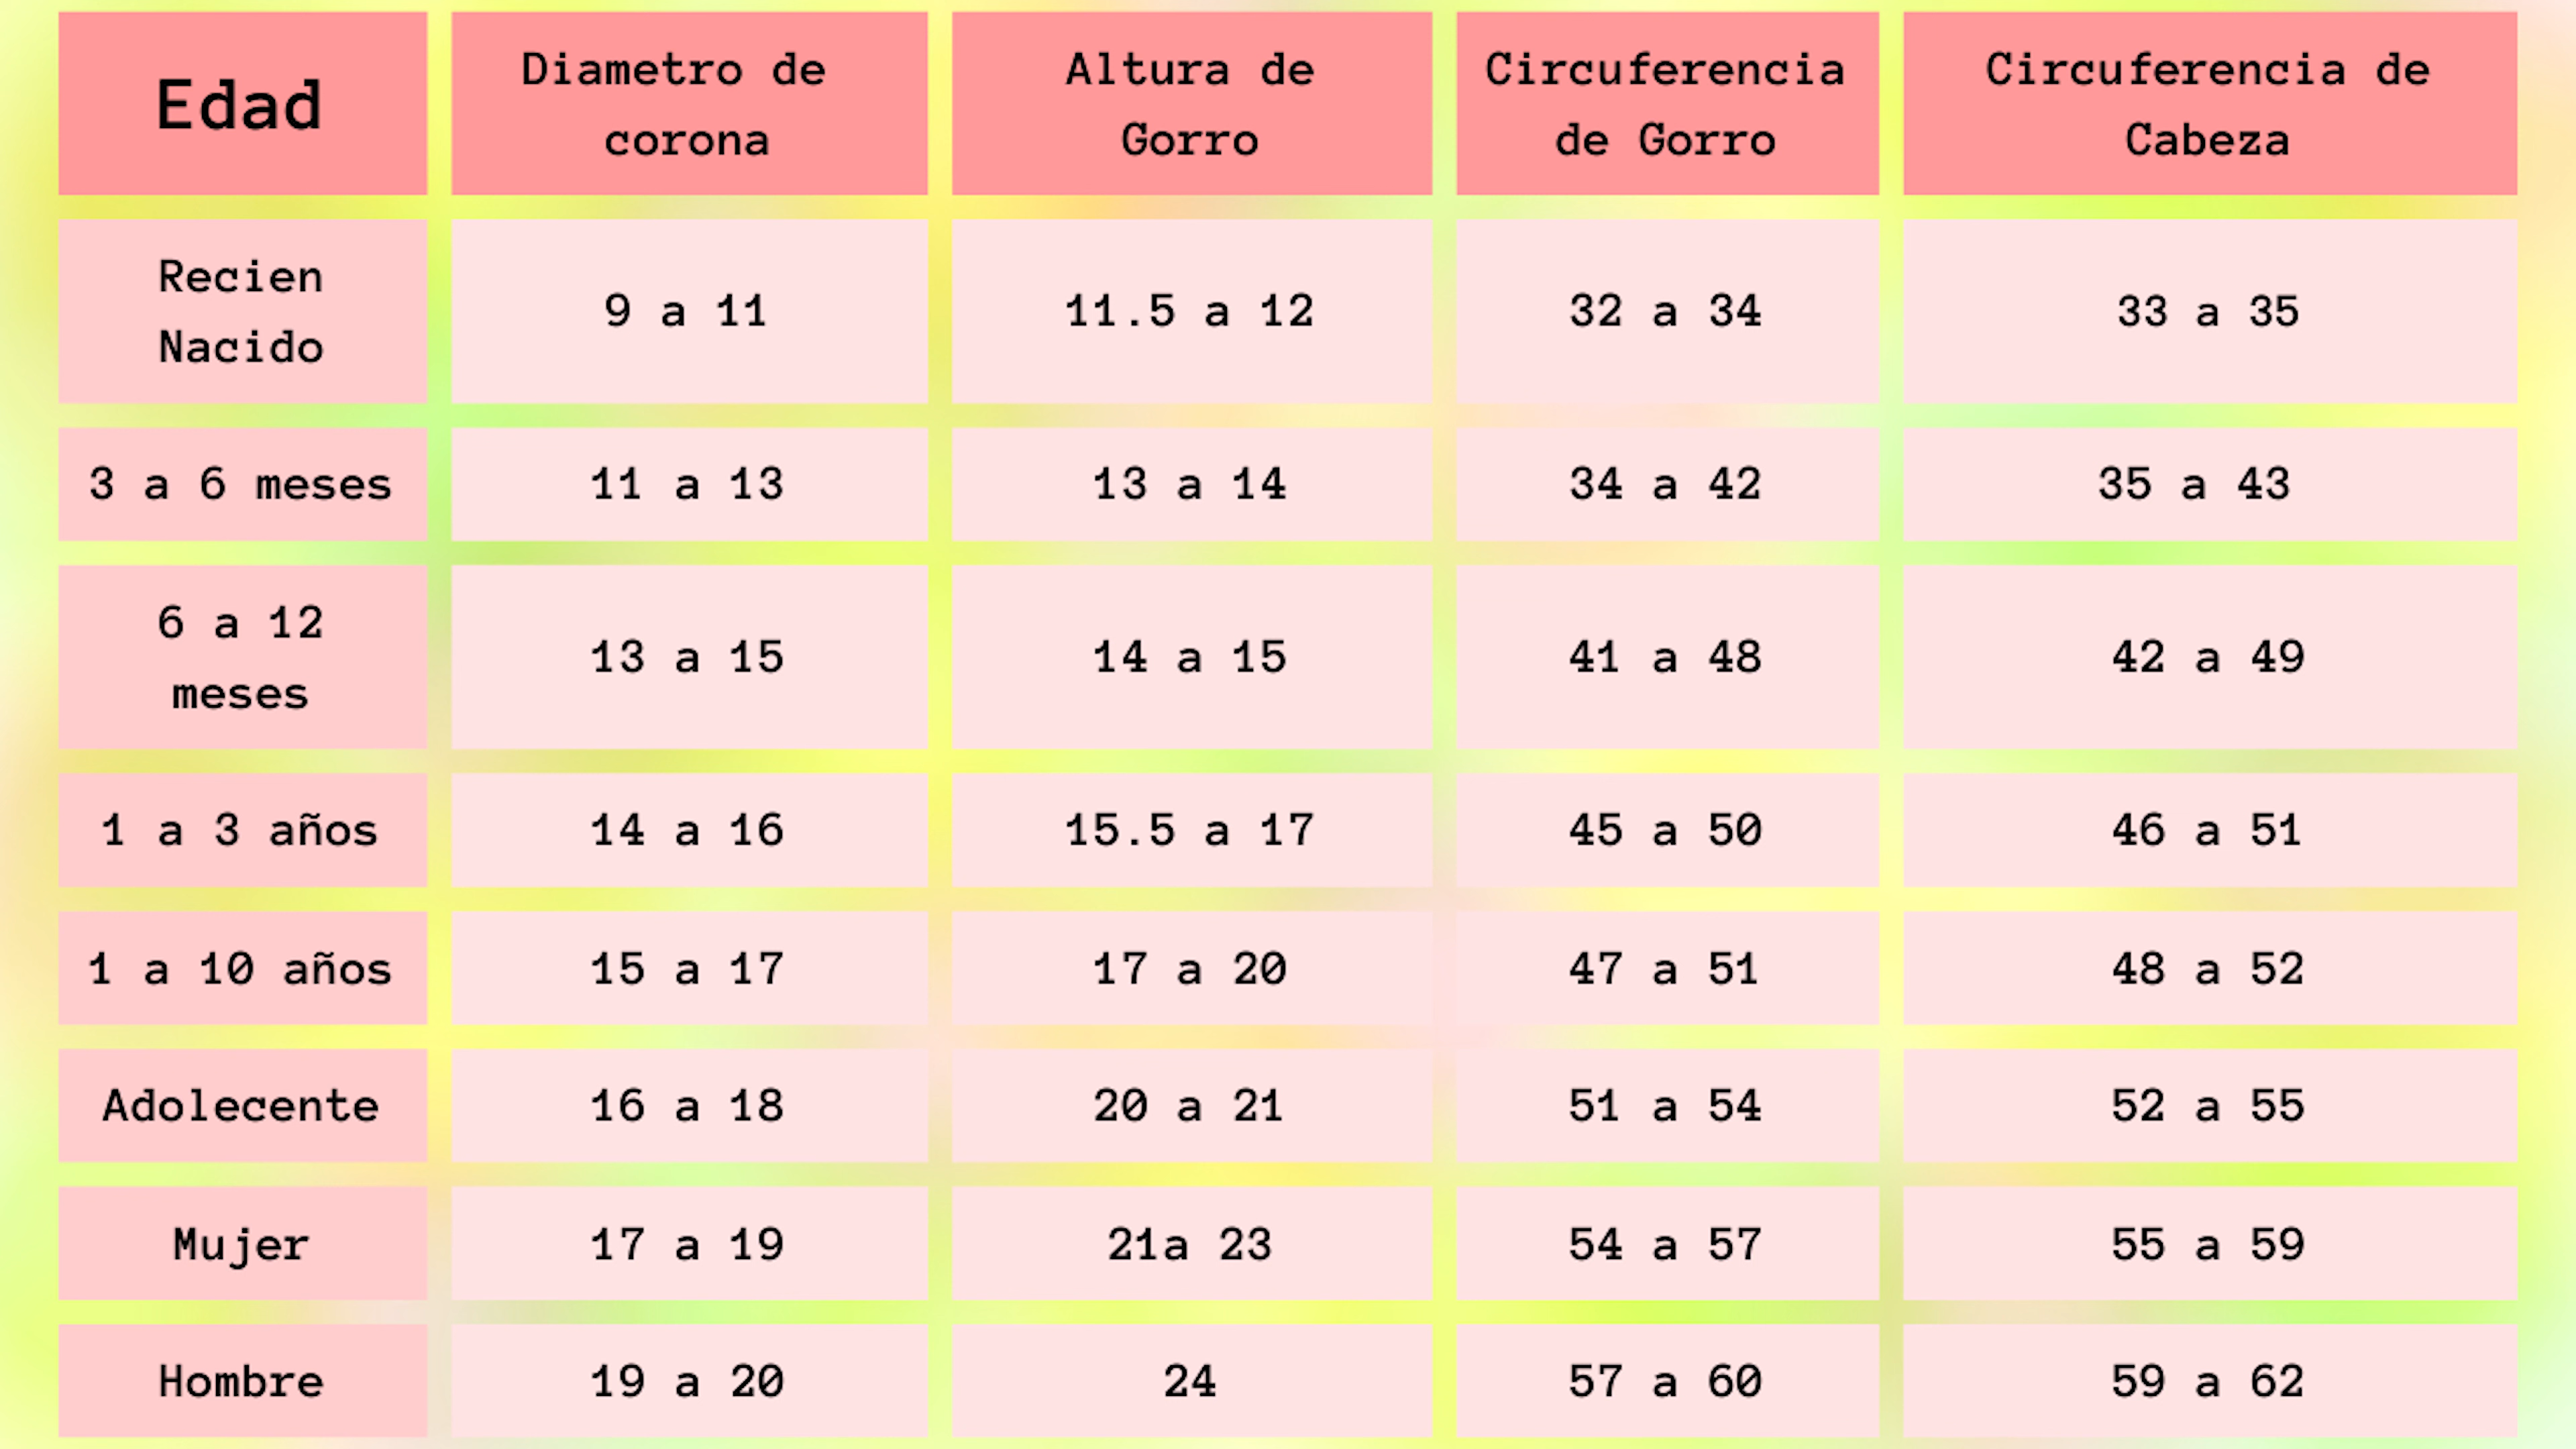 Edad
Diametro de
corona
Altura de
Gorro
Circuferencia
de Gorro
Circuferencia de
Cabeza
Recien
Nacido
9 a 11
11.5 a 12
32 a 34
33 a 35
3 a 6 meses
11 a 13
13 a 14
34 a 42
35 a 43
6 a 12
meses
13 a 15
14 a 15
41 a 48
42 a 49
1 a 3 años
14 a 16
15.5 a 17
45 a 50
46 a 51
1 a 10 años
15 a 17
17 a 20
47 a 51
48 a 52
Adolecente
16 a 18
20 a 21
51 a 54
52 a 55
Mujer
17 a 19
21a 23
54 a 57
55 a 59
Hombre
19 a 20
24
57 a 60
59 a 62